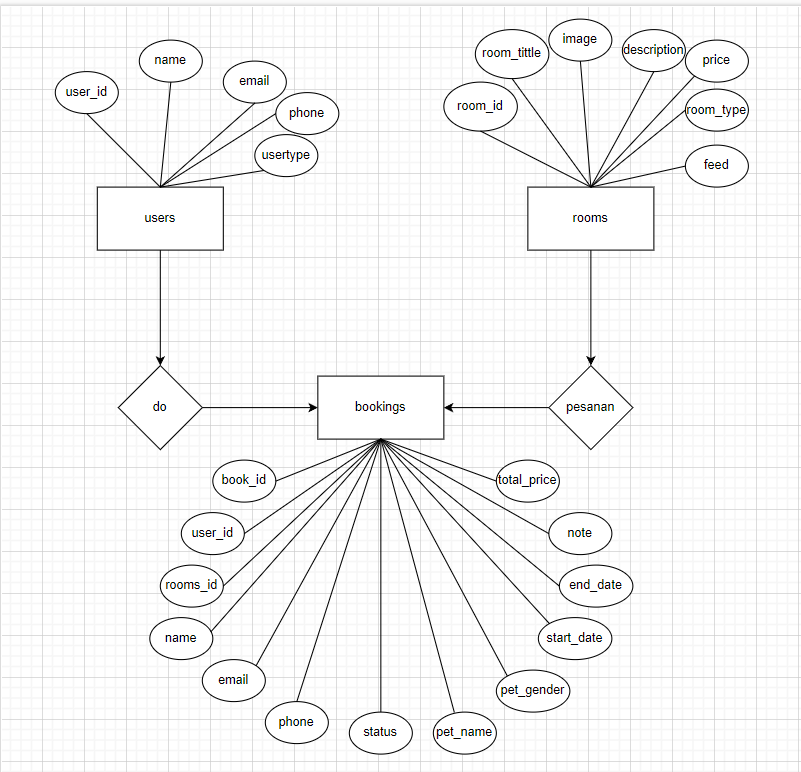 user_id
name
email
phone
usertype
users
room_id
room_tittle
image
description
price
room_type
feed
rooms
do
bookings
pesanan
book_id
user_id
rooms_id
name
email
phone
status
pet_name
pet_gender
start_date
end_date
note
total_price